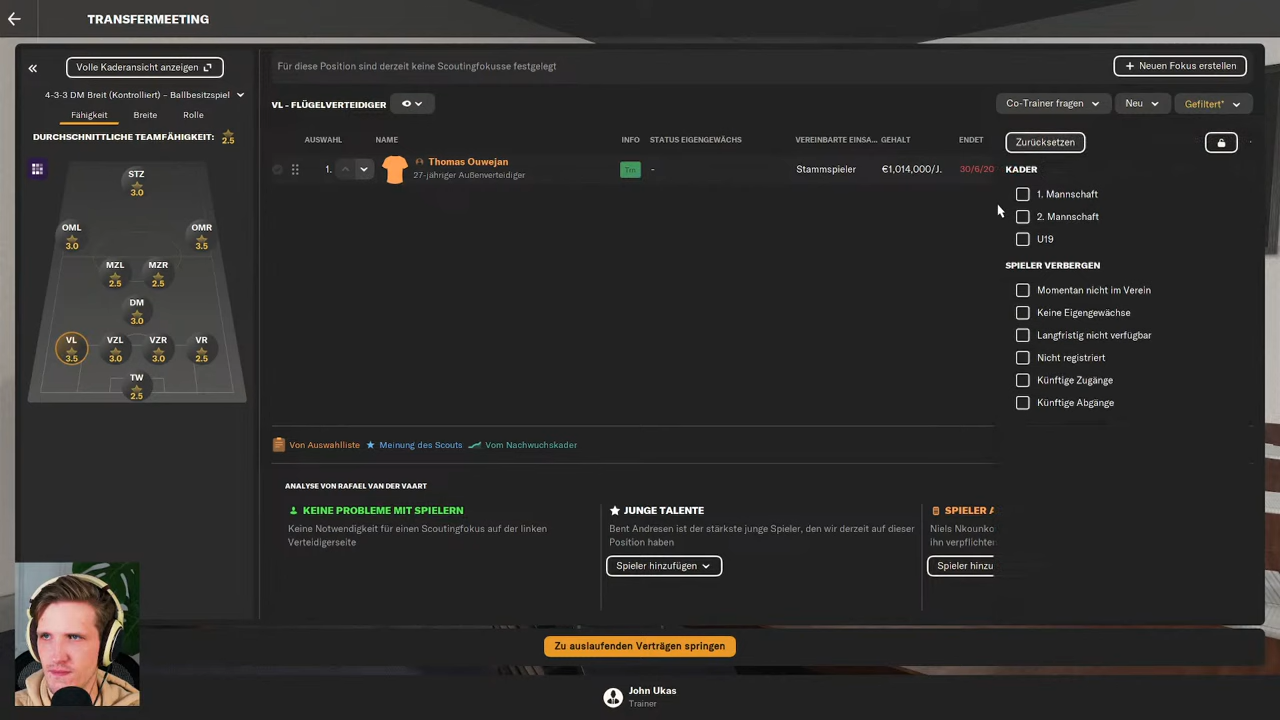 TRANSFERMEETING
Volle Kaderansicht anzeigen
4-3-3 DM Breit (Kontrolliert) – Ballbesitzspiel
Fähigkeit Breite Rolle
DURCHSCHNITTLICHE TEAMFÄHIGKEIT: 2.5
STZ
3.0
OML OMR
3.0 3.5
MZL MZR
2.5 2.5
DM
3.0
VL VZL VZR VR
3.5 3.0 3.0 2.5
TW
2.5
Für diese Position sind derzeit keine Scoutingfokusse festgelegt
+ Neuen Fokus erstellen
VL - FLÜGELVERTEIDIGER
Co-Trainer fragen Neu Gefiltert*
AUSWAHL NAME INFO STATUS EIGENGEWÄCHS VEREINBARTE EINSA... GEHALT ENDET
1. Thomas Ouwejan Trn - Stammspieler €1,014,000/J. 30/6/20
27-jähriger Außenverteidiger
Zurücksetzen
KADER
1. Mannschaft
2. Mannschaft
U19
SPIELER VERBERGEN
Momentan nicht im Verein
Keine Eigengewächse
Langfristig nicht verfügbar
Nicht registriert
Künftige Zugänge
Künftige Abgänge
Von Auswahlliste Meinung des Scouts Vom Nachwuchskader
ANALYSE VON RAFAEL VAN DER VAART
KEINE PROBLEME MIT SPIELERN
Keine Notwendigkeit für einen Scoutingfokus auf der linken
Verteidigerseite
JUNGE TALENTE
Bent Andresen ist der stärkste junge Spieler, den wir derzeit auf dieser
Position haben
Spieler hinzufügen
SPIELER A
Niels Nkounko
ihn verpflichte
Spieler hinzu
Zu auslaufenden Verträgen springen
John Ukas
Trainer